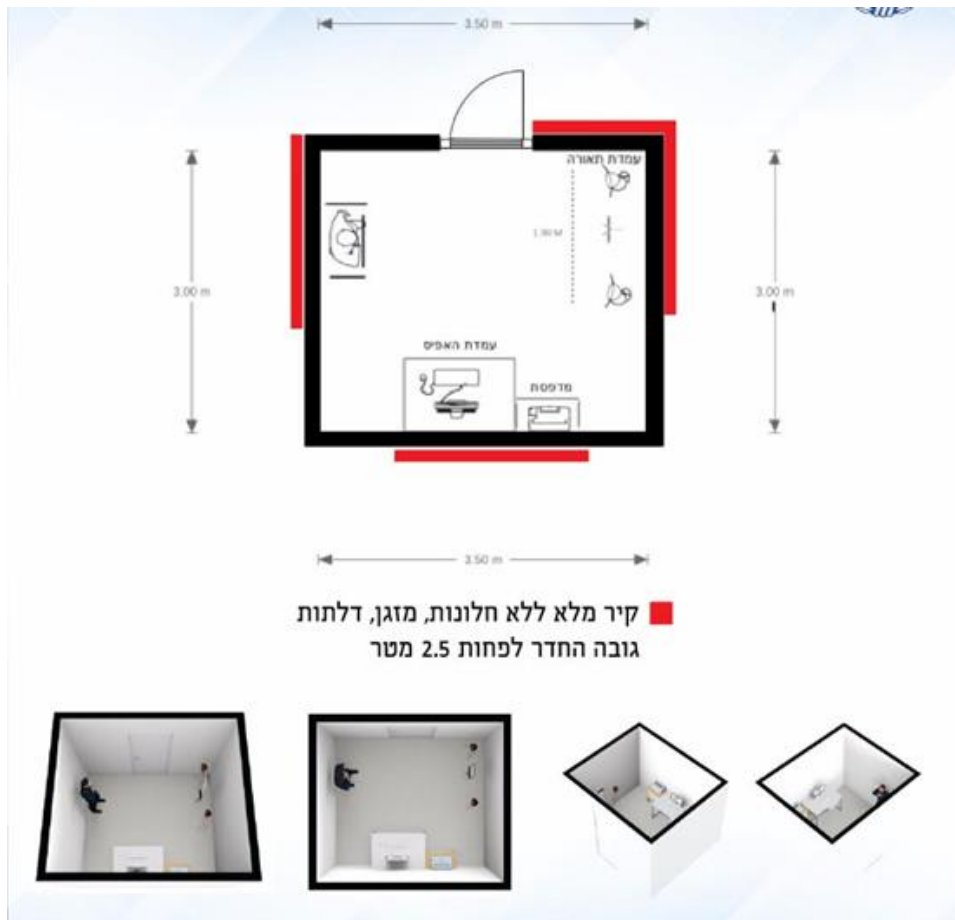 3.50 m
עמדת תאורה
1.80 M
3.00 m
3.00 m
עמדת האפיס
מדפסת
3.50 m
קיר מלא ללא חלונות, מזגן, דלתות
גובה החדר לפחות 2.5 מטר